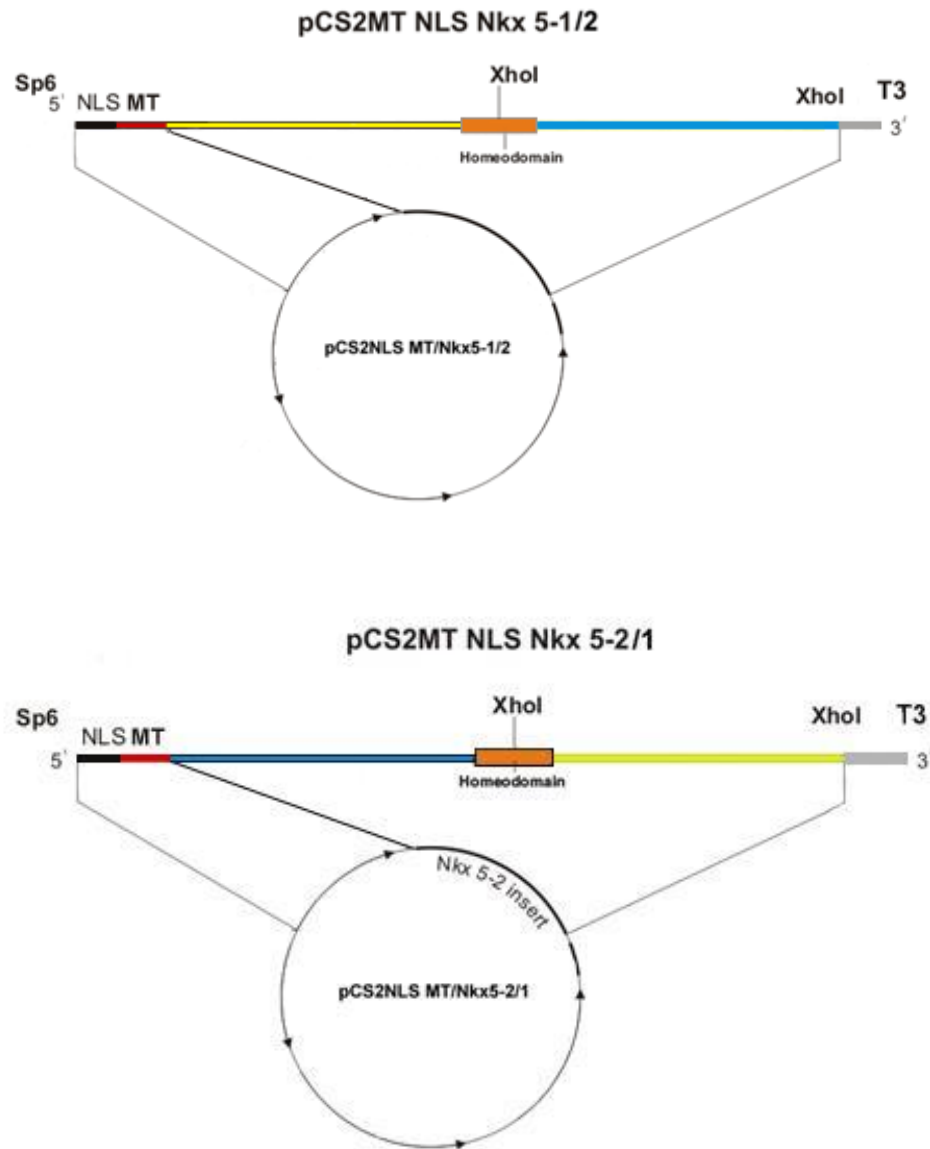 pCS2MT NLS Nkx 5-1/2
XhoI
Sp6
XhoI
T3
5'
NLS MT
3'
Homeodomain
pCS2NLS MT/Nkx5-1/2
pCS2MT NLS Nkx 5-2/1
XhoI
Sp6
XhoI
T3
NLS MT
5'
3'
Homeodomain
Nkx 5-2 insert
pCS2NLS MT/Nkx5-2/1